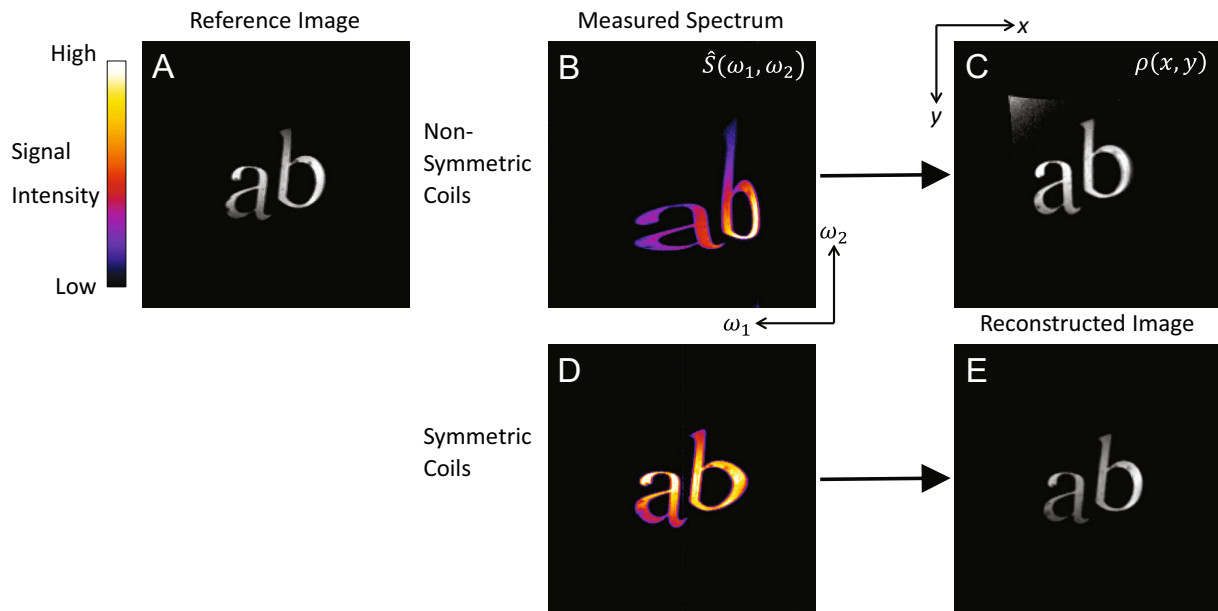 Reference Image
Measured Spectrum
High
Signal
Intensity
Low
A
ab
Non-
Symmetric
Coils
B
Ŝ(ω₁, ω₂)
ab
ω₂
ω₁
x
y
C
ρ(x, y)
ab
Reconstructed Image
Symmetric
Coils
D
ab
E
ab